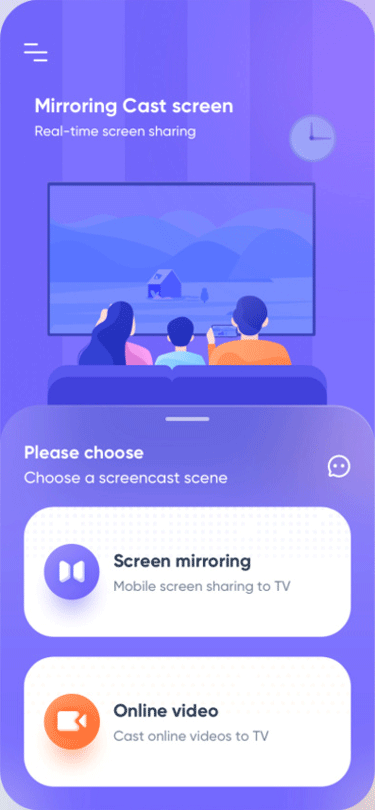 Mirroring Cast screen
Real-time screen sharing
Please choose
Choose a screencast scene
Screen mirroring
Mobile screen sharing to TV
Online video
Cast online videos to TV